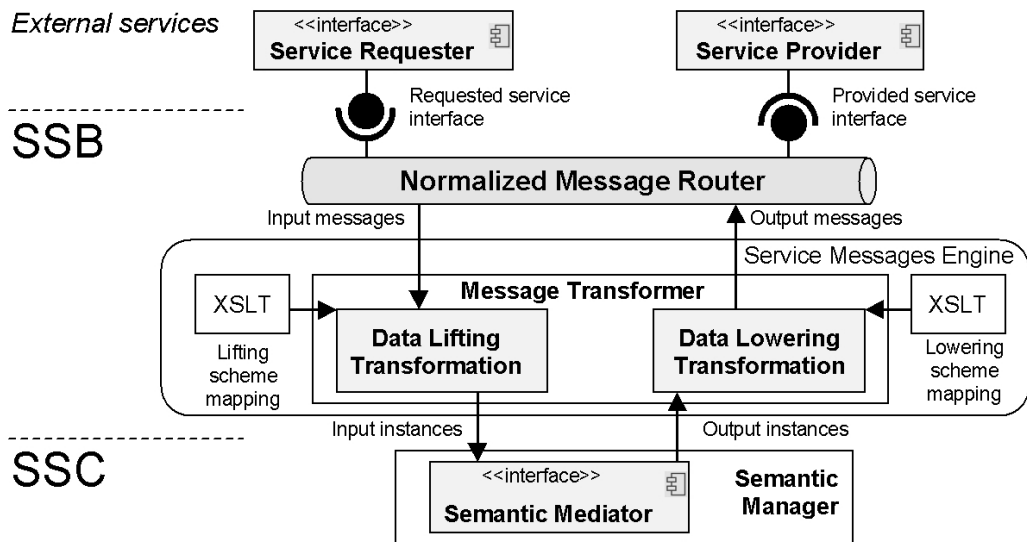 External services
<<interface>>
Service Requester
<<interface>>
Service Provider
Requested service
interface
Provided service
interface
SSB
Normalized Message Router
Input messages
Output messages
Service Messages Engine
XSLT
Message Transformer
XSLT
Data Lifting
Transformation
Data Lowering
Transformation
Lifting
scheme
mapping
Lowering
scheme
mapping
Input instances
Output instances
SSC
<<interface>>
Semantic Mediator
Semantic
Manager